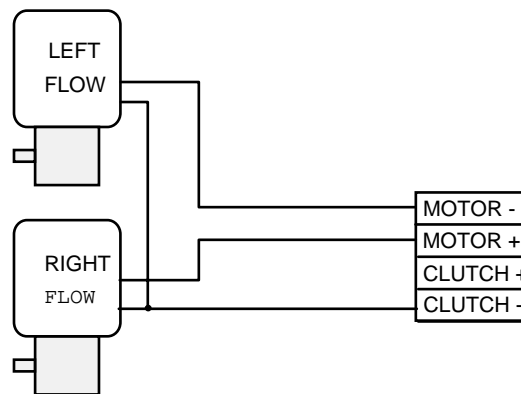 LEFT
FLOW
RIGHT
FLOW
MOTOR -
MOTOR +
CLUTCH +
CLUTCH -